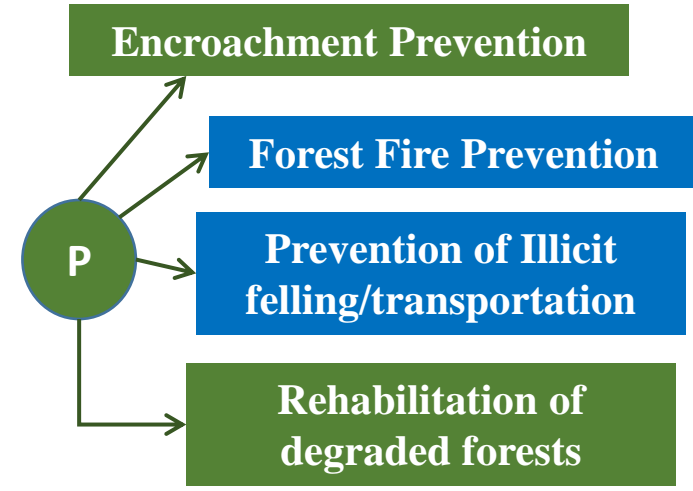 Encroachment Prevention
Forest Fire Prevention
P
Prevention of Illicit
felling/transportation
Rehabilitation of
degraded forests